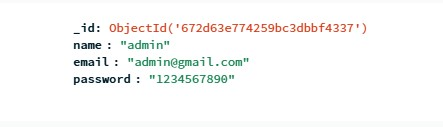 _id: ObjectId('672d63e774259bc3dbbf4337')
name : "admin"
email : "admin@gmail.com"
password : "1234567890"